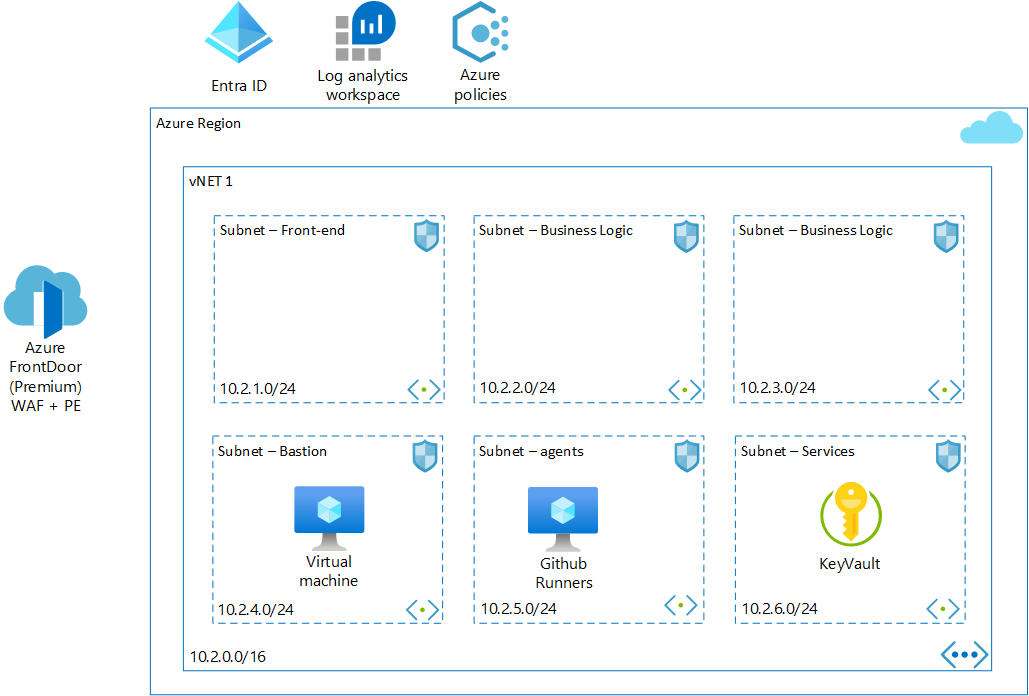 Entra ID
Log analytics
workspace
Azure
policies
Azure Region
vNET 1
Subnet – Front-end
10.2.1.0/24
Subnet – Business Logic
10.2.2.0/24
Subnet – Business Logic
10.2.3.0/24
Azure
FrontDoor
(Premium)
WAF + PE
Subnet – Bastion
Virtual
machine
10.2.4.0/24
Subnet – agents
Github
Runners
10.2.5.0/24
Subnet – Services
KeyVault
10.2.6.0/24
10.2.0.0/16